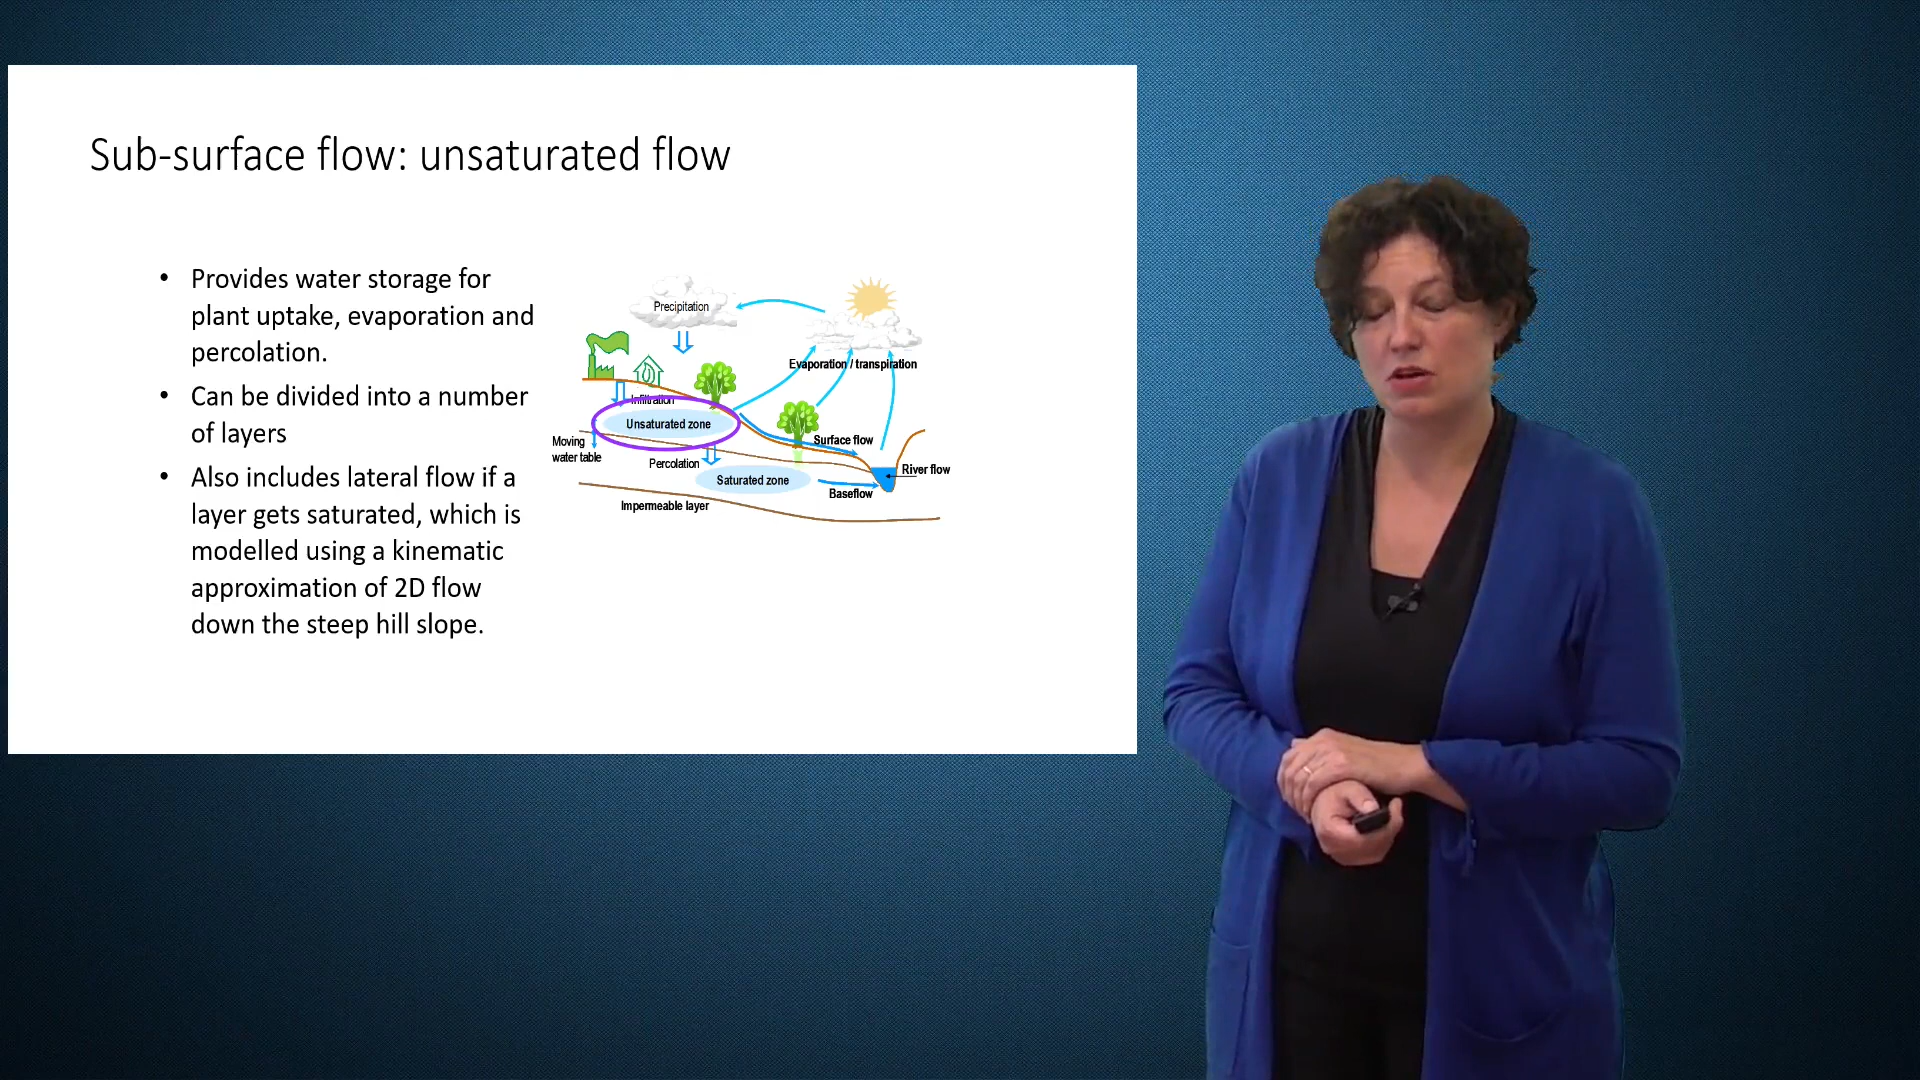 Sub-surface flow: unsaturated flow
• Provides water storage for
plant uptake, evaporation and
percolation.
• Can be divided into a number
of layers
• Also includes lateral flow if a
layer gets saturated, which is
modelled using a kinematic
approximation of 2D flow
down the steep hill slope.
Precipitation
Evaporation / transpiration
Infiltration
Unsaturated zone
Moving
water table
Surface flow
Percolation
River flow
Saturated zone
Baseflow
Impermeable layer